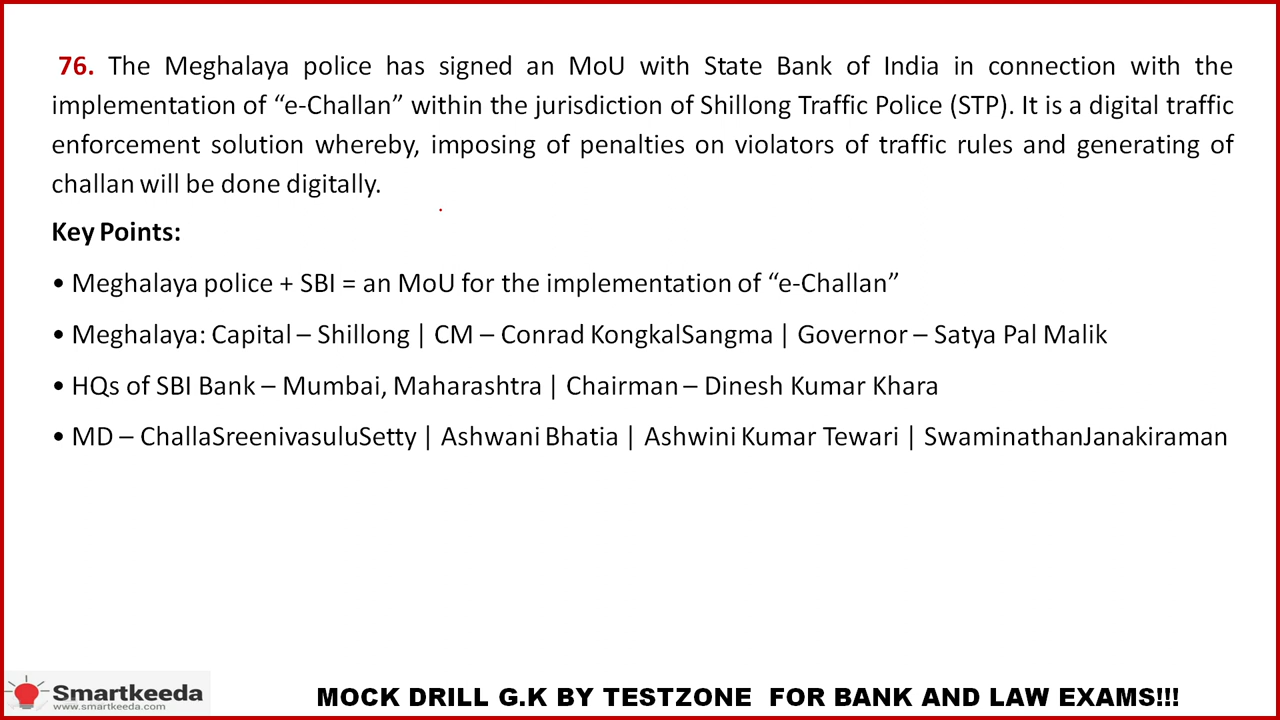 76. The Meghalaya police has signed an MoU with State Bank of India in connection with the
implementation of “e-Challan” within the jurisdiction of Shillong Traffic Police (STP). It is a digital traffic
enforcement solution whereby, imposing of penalties on violators of traffic rules and generating of
challan will be done digitally.
Key Points:
• Meghalaya police + SBI = an MoU for the implementation of “e-Challan”
• Meghalaya: Capital – Shillong | CM – Conrad KongkalSangma | Governor – Satya Pal Malik
• HQs of SBI Bank – Mumbai, Maharashtra | Chairman – Dinesh Kumar Khara
• MD – ChallaSreenivasuluSetty | Ashwani Bhatia | Ashwini Kumar Tewari | SwaminathanJanakiraman
Smartkeeda
www.smartkeeda.com
MOCK DRILL G.K BY TESTZONE FOR BANK AND LAW EXAMS!!!